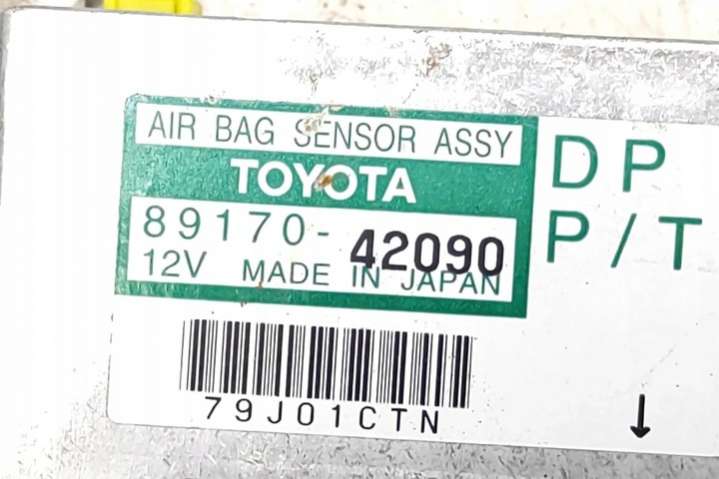 AIR BAG SENSOR ASSY
TOYOTA
89170-42090
12V MADE IN JAPAN
DP
P/T
79J01CTN
↓